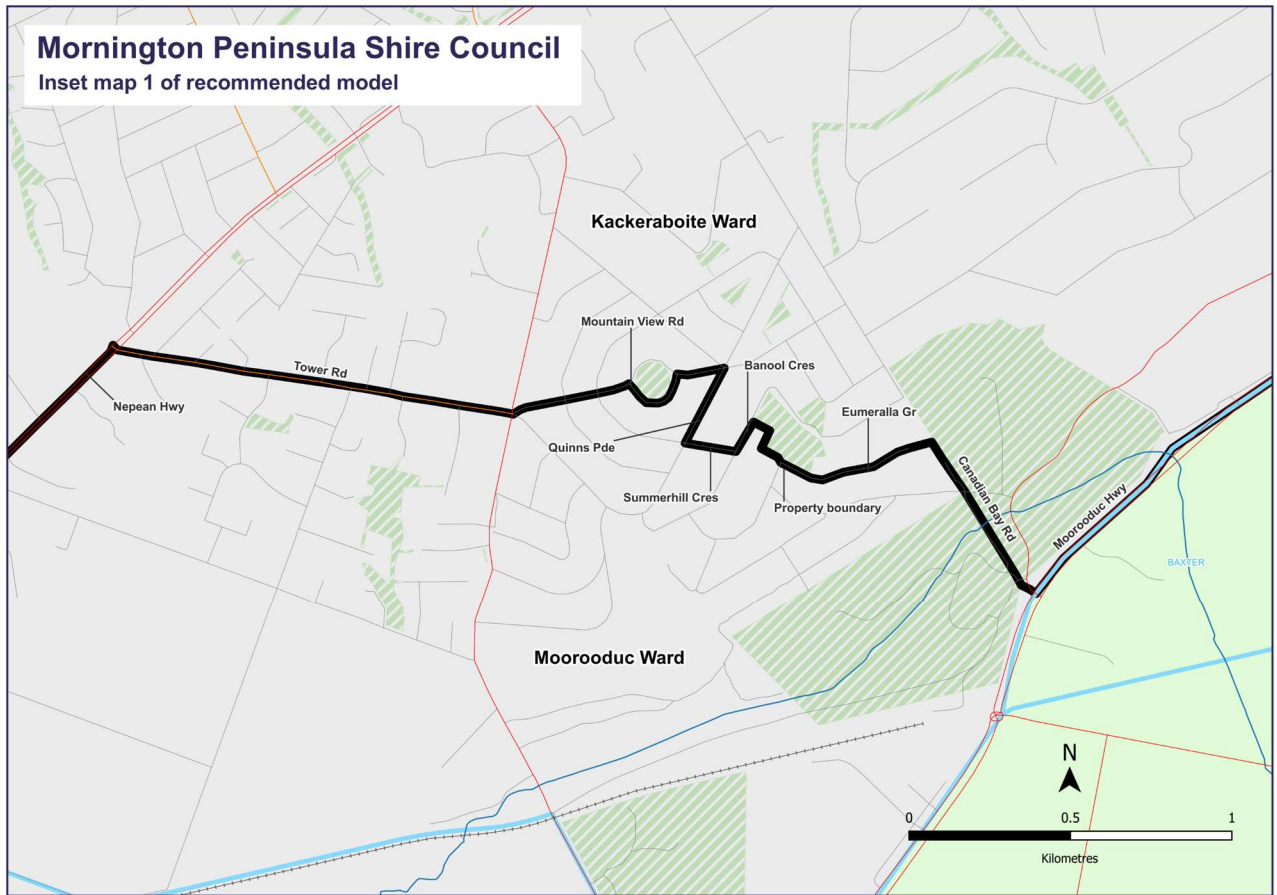 Mornington Peninsula Shire Council
Inset map 1 of recommended model
Kackeraboite Ward
Mountain View Rd
Tower Rd
Banool Cres
Nepean Hwy
Eumeralla Gr
Quinns Pde
Canadian Bay Rd
Summerhill Cres
Property boundary
Moorooduc Hwy
BAXTER
Moorooduc Ward
N
0 0.5 1
Kilometres